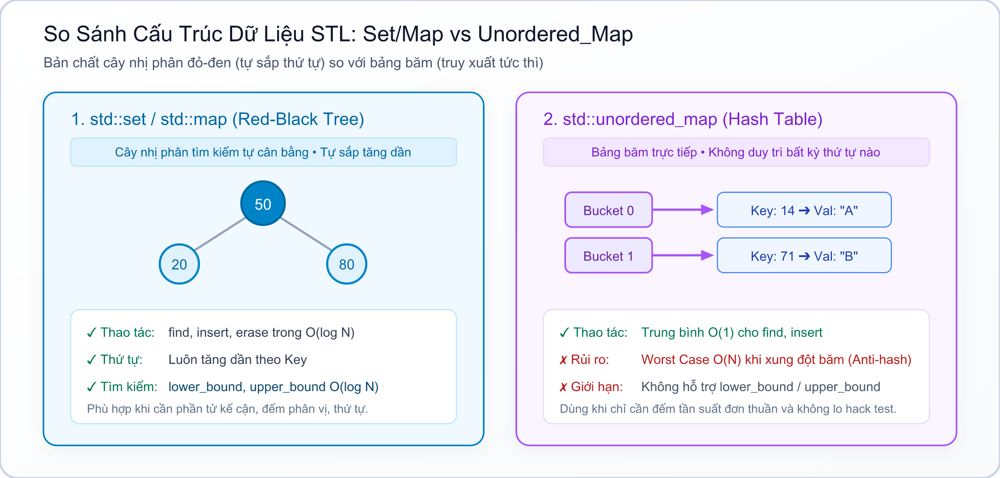 So Sánh Cấu Trúc Dữ Liệu STL: Set/Map vs Unordered_Map
Bản chất cây nhị phân đỏ-đen (tự sắp thứ tự) so với bảng băm (truy xuất tức thì)
1. std::set / std::map (Red-Black Tree)
Cây nhị phân tìm kiếm tự cân bằng • Tự sắp tăng dần
50
20
80
✓ Thao tác: find, insert, erase trong O(log N)
✓ Thứ tự: Luôn tăng dần theo Key
✓ Tìm kiếm: lower_bound, upper_bound O(log N)
Phù hợp khi cần phần tử kế cận, đếm phân vị, thứ tự.
2. std::unordered_map (Hash Table)
Bảng băm trực tiếp • Không duy trì bất kỳ thứ tự nào
Bucket 0
Key: 14 ➔ Val: "A"
Bucket 1
Key: 71 ➔ Val: "B"
✓ Thao tác: Trung bình O(1) cho find, insert
✗ Rủi ro: Worst Case O(N) khi xung đột băm (Anti-hash)
✗ Giới hạn: Không hỗ trợ lower_bound / upper_bound
Dùng khi chỉ cần đếm tần suất đơn thuần và không lo hack test.